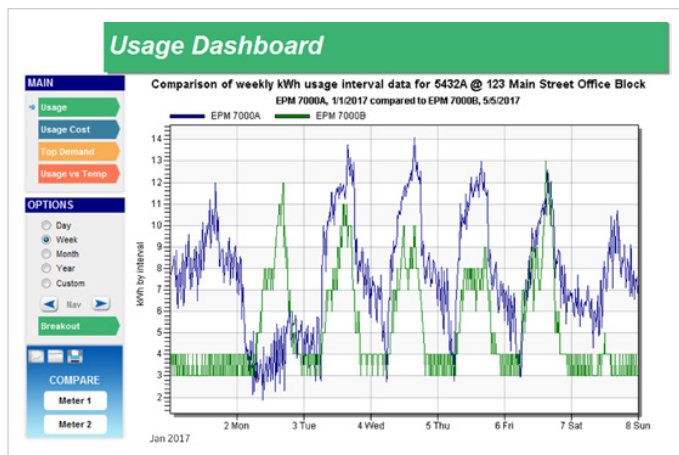 Usage Dashboard
MAIN
Usage
Usage Cost
Top Demand
Usage vs Temp
OPTIONS
Day
Week
Month
Year
Custom
Nav
Breakout
COMPARE
Meter 1
Meter 2
Comparison of weekly kWh usage interval data for 5432A @ 123 Main Street Office Block
EPM 7000A, 1/1/2017 compared to EPM 7000B, 5/5/2017
EPM 7000A EPM 7000B
kWh by interval
14
13
12
11
10
9
8
7
6
5
4
3
2
2 Mon 3 Tue 4 Wed 5 Thu 6 Fri 7 Sat 8 Sun
Jan 2017